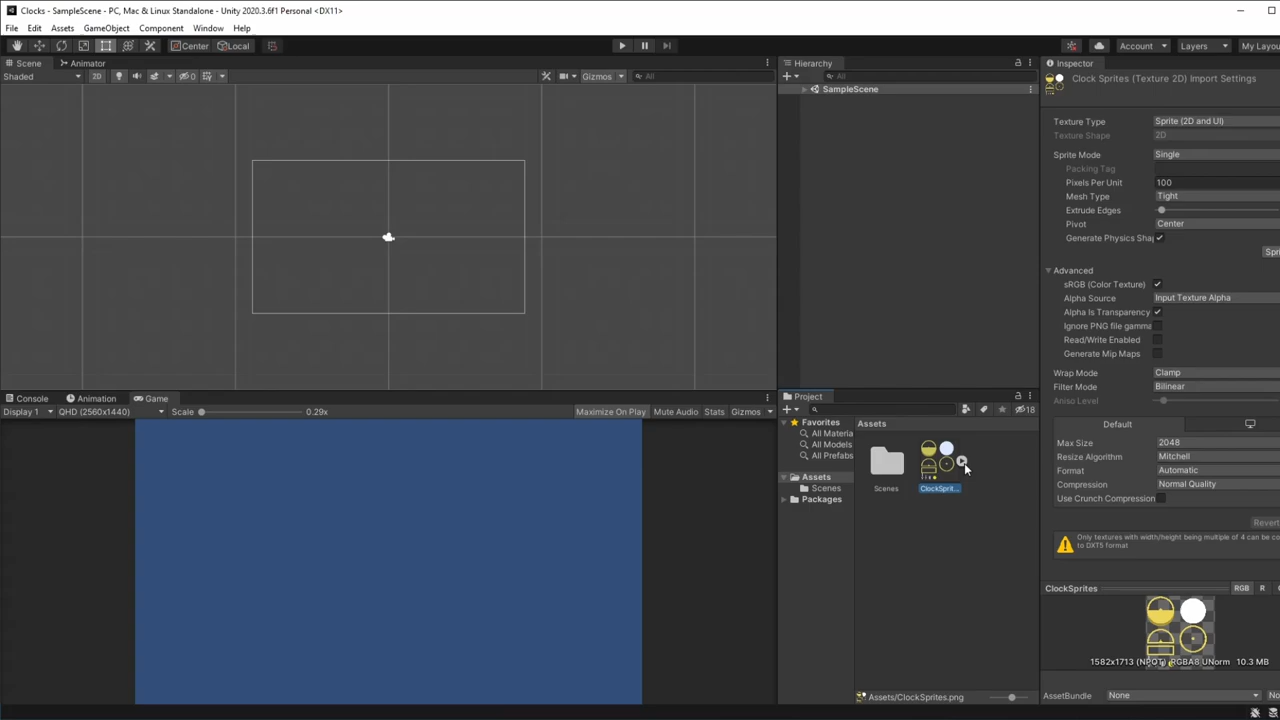 Clocks - SampleScene - PC, Mac & Linux Standalone - Unity 2020.3.6f1 Personal <DX11>
File Edit Assets GameObject Component Window Help
Center Local Account Layers My Layou
Scene Animator
Shaded 2D 0 Gizmos All
Hierarchy
All
SampleScene
Inspector
Clock Sprites (Texture 2D) Import Settings
Texture Type Sprite (2D and UI)
Texture Shape 2D
Sprite Mode Single
Packing Tag
Pixels Per Unit 100
Mesh Type Tight
Extrude Edges
Pivot Center
Generate Physics Shap
Spri
Advanced
sRGB (Color Texture)
Alpha Source Input Texture Alpha
Alpha Is Transparency
Ignore PNG file gamma
Read/Write Enabled
Generate Mip Maps
Wrap Mode Clamp
Filter Mode Bilinear
Aniso Level
Default
Max Size 2048
Resize Algorithm Mitchell
Format Automatic
Compression Normal Quality
Use Crunch Compression
Revert
Only textures with width/height being multiple of 4 can be co
to DXT5 format
ClockSprites RGB R
1582x1713 (NPOT) RGBA8 UNorm 10.3 MB
AssetBundle None No
Console Animation Game
Display 1 QHD (2560x1440) Scale 0.29x Maximize On Play Mute Audio Stats Gizmos
Project
18
Favorites
All Materia
All Models
All Prefabs
Assets
Scenes
Packages
Assets
Scenes ClockSprit...
Assets/ClockSprites.png